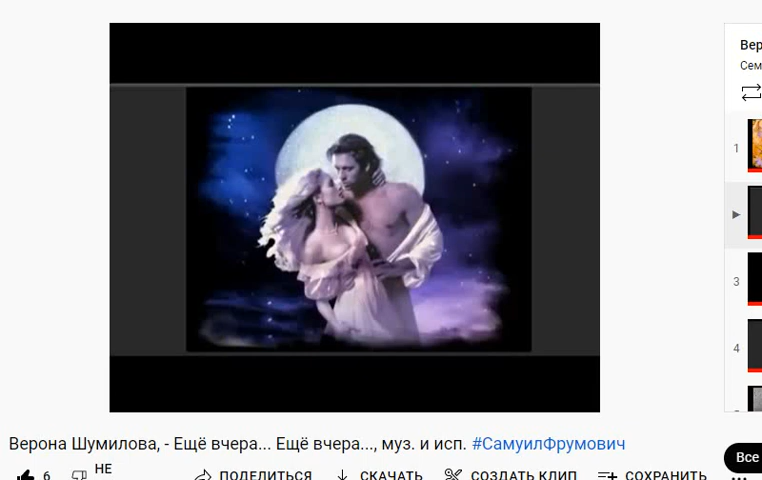 Вер
Сем
1
3
4
Верона Шумилова, - Ещё вчера... Ещё вчера..., муз. и исп. #СамуилФрумович
6
НЕ
ПОДЕЛИТЬСЯ
СКАЧАТЬ
СОЗДАТЬ КЛИП
СОХРАНИТЬ
Все